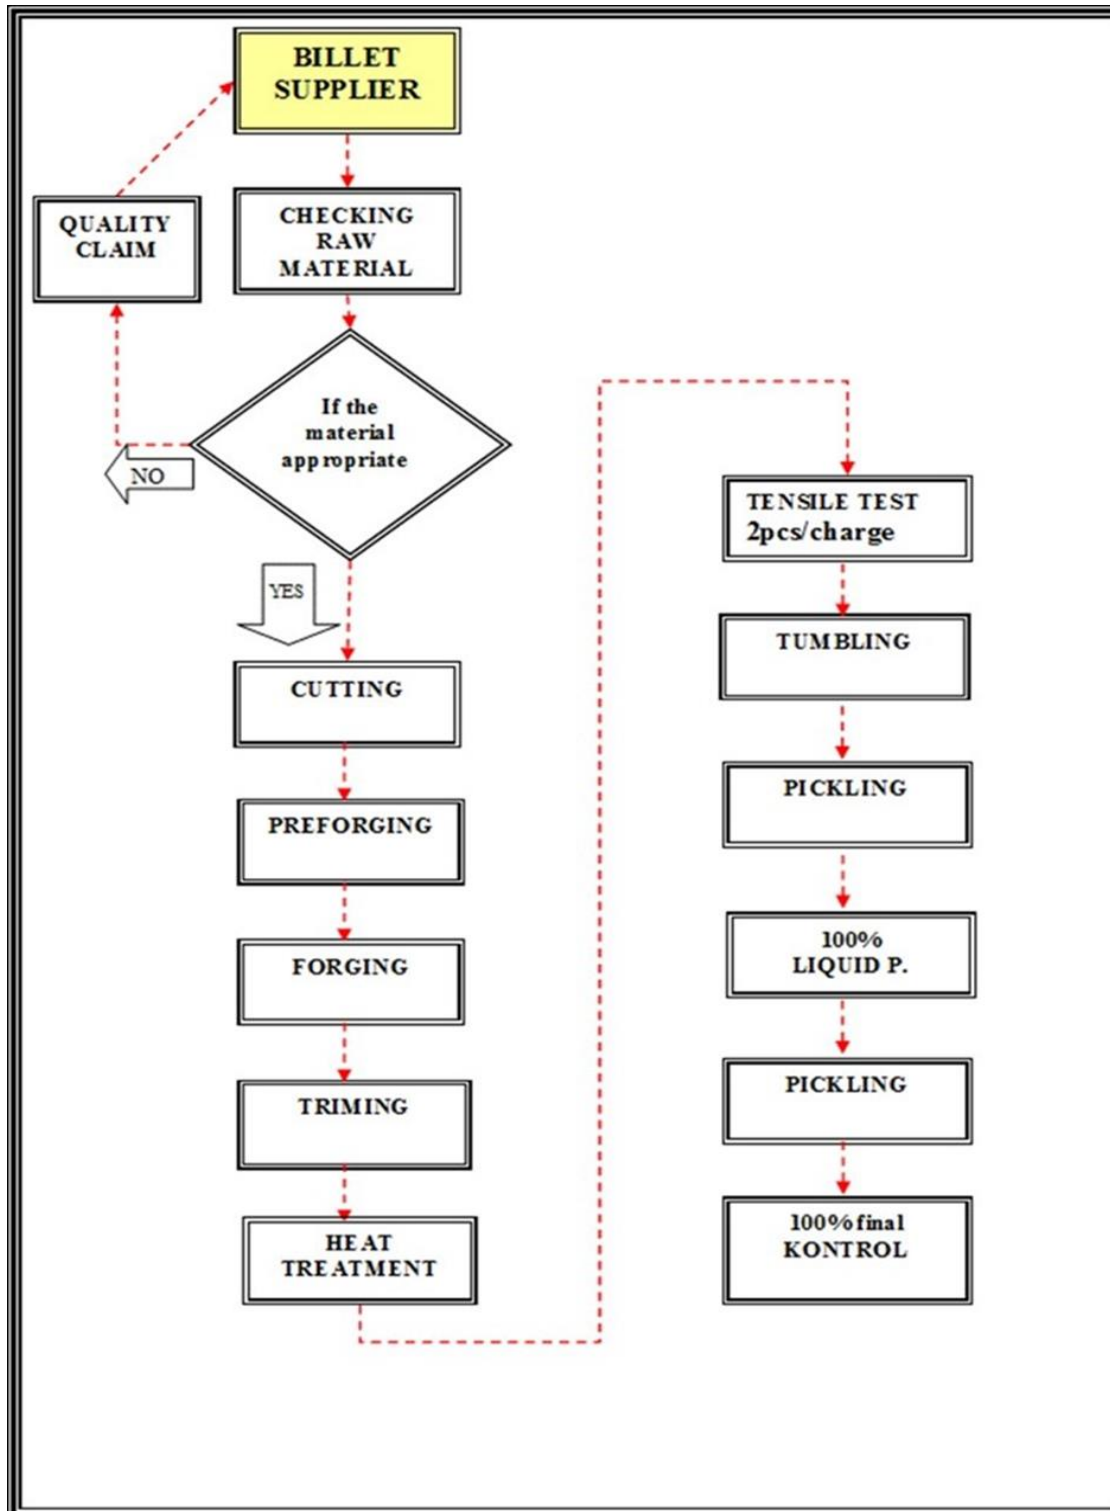 BILLET
SUPPLIER
QUALITY
CLAIM
CHECKING
RAW
MATERIAL
If the
material
appropriate
NO
YES
CUTTING
PREFORGING
FORGING
TRIMING
HEAT
TREATMENT
TENSILE TEST
2pcs/charge
TUMBLING
PICKLING
100%
LIQUID P.
PICKLING
100% final
KONTROL